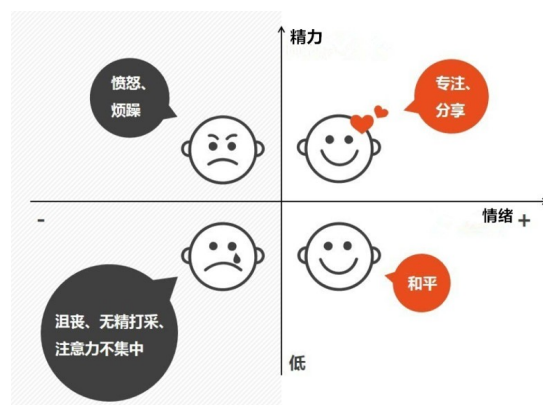 精力
愤怒、
烦躁
专注、
分享
情绪
-
+
沮丧、无精打采、
注意力不集中
和平
低